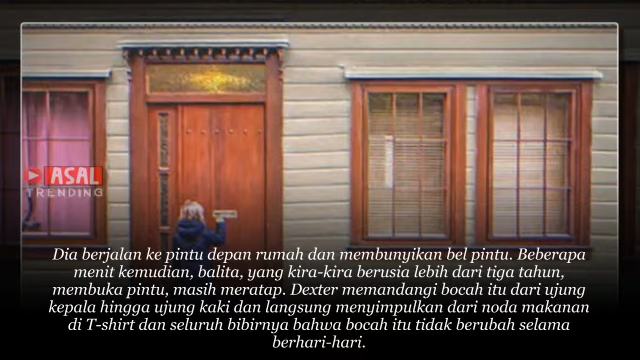 ASAL
TRENDING
Dia berjalan ke pintu depan rumah dan membunyikan bel pintu. Beberapa
menit kemudian, balita, yang kira-kira berusia lebih dari tiga tahun,
membuka pintu, masih meratap. Dexter memandangi bocah itu dari ujung
kepala hingga ujung kaki dan langsung menyimpulkan dari noda makanan
di T-shirt dan seluruh bibirnya bahwa bocah itu tidak berubah selama
berhari-hari.